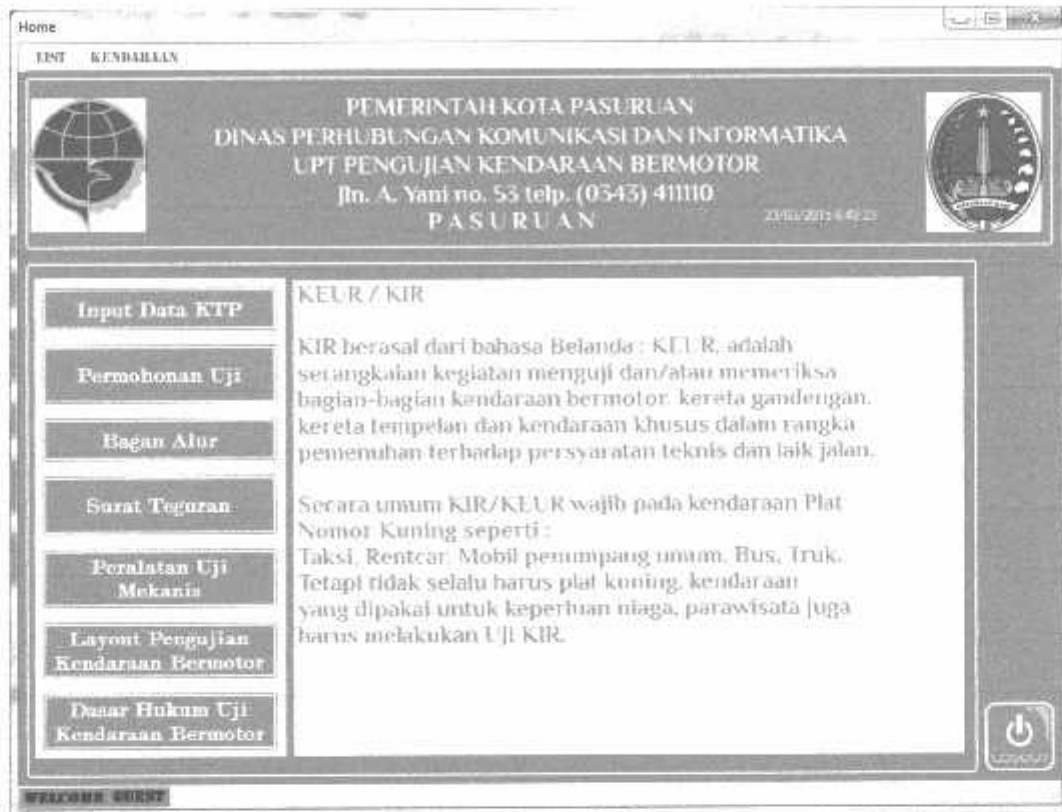 Home
LIST KENDARAAN
PEMERINTAH KOTA PASURUAN
DINAS PERHUBUNGAN KOMUNIKASI DAN INFORMATIKA
UPT PENGUJIAN KENDARAAN BERMOTOR
Jln. A. Yani no. 53 telp. (0343) 411110
PASURUAN
Input Data KTP
Permohonan Uji
Bagan Alur
Surat Teguran
Peralatan Uji
Mekanis
Layout Pengujian
Kendaraan Bermotor
Dasar Hukum Uji
Kendaraan Bermotor
KEUR / KIR
KIR berasal dari bahasa Belanda : KEUR, adalah
serangkaian kegiatan menguji dan/atau memeriksa
bagian-bagian kendaraan bermotor, kereta gandengan,
kereta tempelan dan kendaraan khusus dalam rangka
pemenuhan terhadap persyaratan teknis dan laik jalan.
Secara umum KIR/KEUR wajib pada kendaraan Plat
Nomor Kuning seperti :
Taksi, Rentcar, Mobil penumpang umum, Bus, Truk.
Tetapi tidak selalu harus plat kuning, kendaraan
yang dipakai untuk keperluan niaga, parawisata juga
harus melakukan Uji KIR.
WELCOME GUEST